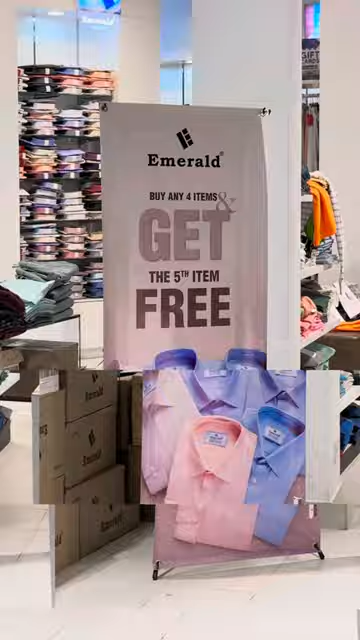 Emerald
BUY ANY 4 ITEMS &
GET
THE 5TH ITEM
FREE